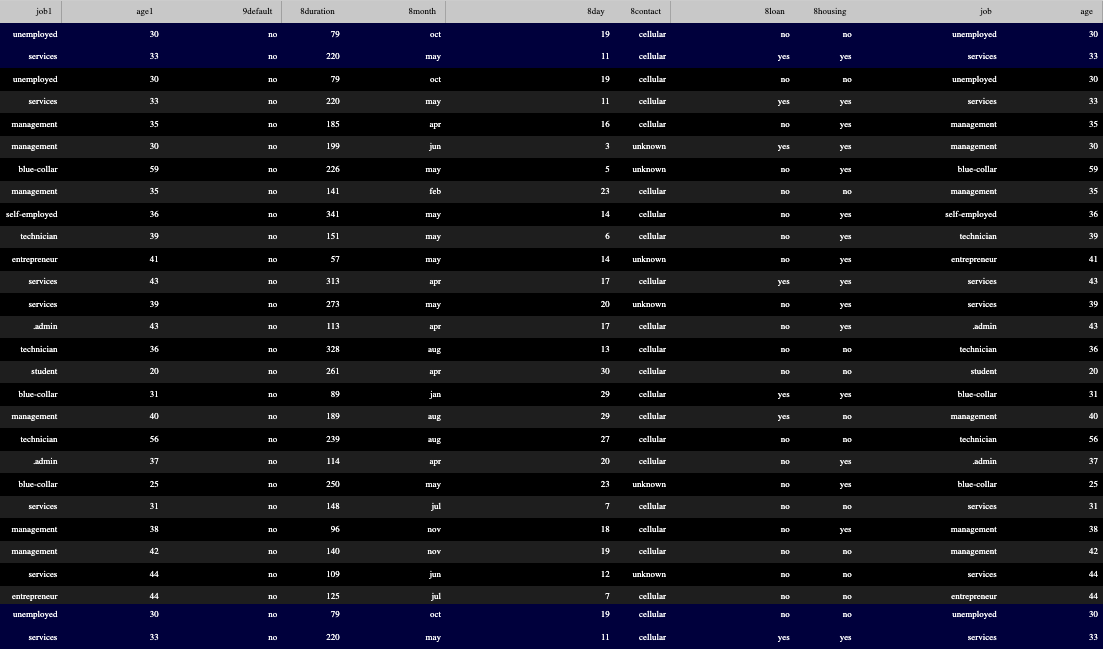 job1 age1 9default 8duration 8month 8day 8contact 8loan 8housing job age
unemployed 30 no 79 oct 19 cellular no no unemployed 30
services 33 no 220 may 11 cellular yes yes services 33
unemployed 30 no 79 oct 19 cellular no no unemployed 30
services 33 no 220 may 11 cellular yes yes services 33
management 35 no 185 apr 16 cellular no yes management 35
management 30 no 199 jun 3 unknown yes yes management 30
blue-collar 59 no 226 may 5 unknown no yes blue-collar 59
management 35 no 141 feb 23 cellular no no management 35
self-employed 36 no 341 may 14 cellular no yes self-employed 36
technician 39 no 151 may 6 cellular no yes technician 39
entrepreneur 41 no 57 may 14 unknown no yes entrepreneur 41
services 43 no 313 apr 17 cellular yes yes services 43
services 39 no 273 may 20 unknown no yes services 39
.admin 43 no 113 apr 17 cellular no yes .admin 43
technician 36 no 328 aug 13 cellular no no technician 36
student 20 no 261 apr 30 cellular no no student 20
blue-collar 31 no 89 jan 29 cellular yes yes blue-collar 31
management 40 no 189 aug 29 cellular yes no management 40
technician 56 no 239 aug 27 cellular no no technician 56
.admin 37 no 114 apr 20 cellular no yes .admin 37
blue-collar 25 no 250 may 23 unknown no yes blue-collar 25
services 31 no 148 jul 7 cellular no no services 31
management 38 no 96 nov 18 cellular no yes management 38
management 42 no 140 nov 19 cellular no no management 42
services 44 no 109 jun 12 unknown no no services 44
entrepreneur 44 no 125 jul 7 cellular no no entrepreneur 44
unemployed 30 no 79 oct 19 cellular no no unemployed 30
services 33 no 220 may 11 cellular yes yes services 33